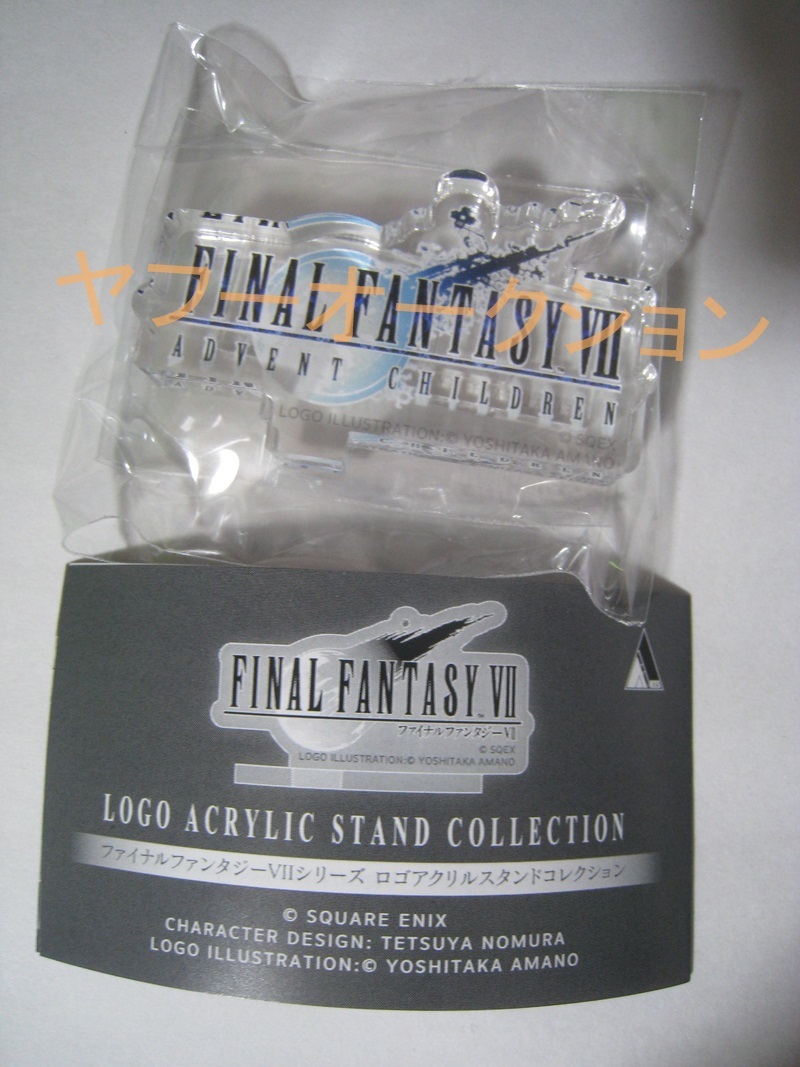 FINAL FANTASY VII
ヤフーオークション
ADVENT CHILDREN
© SQEX
LOGO ILLUSTRATION:© YOSHITAKA AMANO
FINAL FANTASY VII
™
ファイナルファンタジーVII
© SQEX
LOGO ILLUSTRATION:© YOSHITAKA AMANO
LOGO ACRYLIC STAND COLLECTION
ファイナルファンタジーVIIシリーズ ロゴアクリルスタンドコレクション
© SQUARE ENIX
CHARACTER DESIGN: TETSUYA NOMURA
LOGO ILLUSTRATION:© YOSHITAKA AMANO